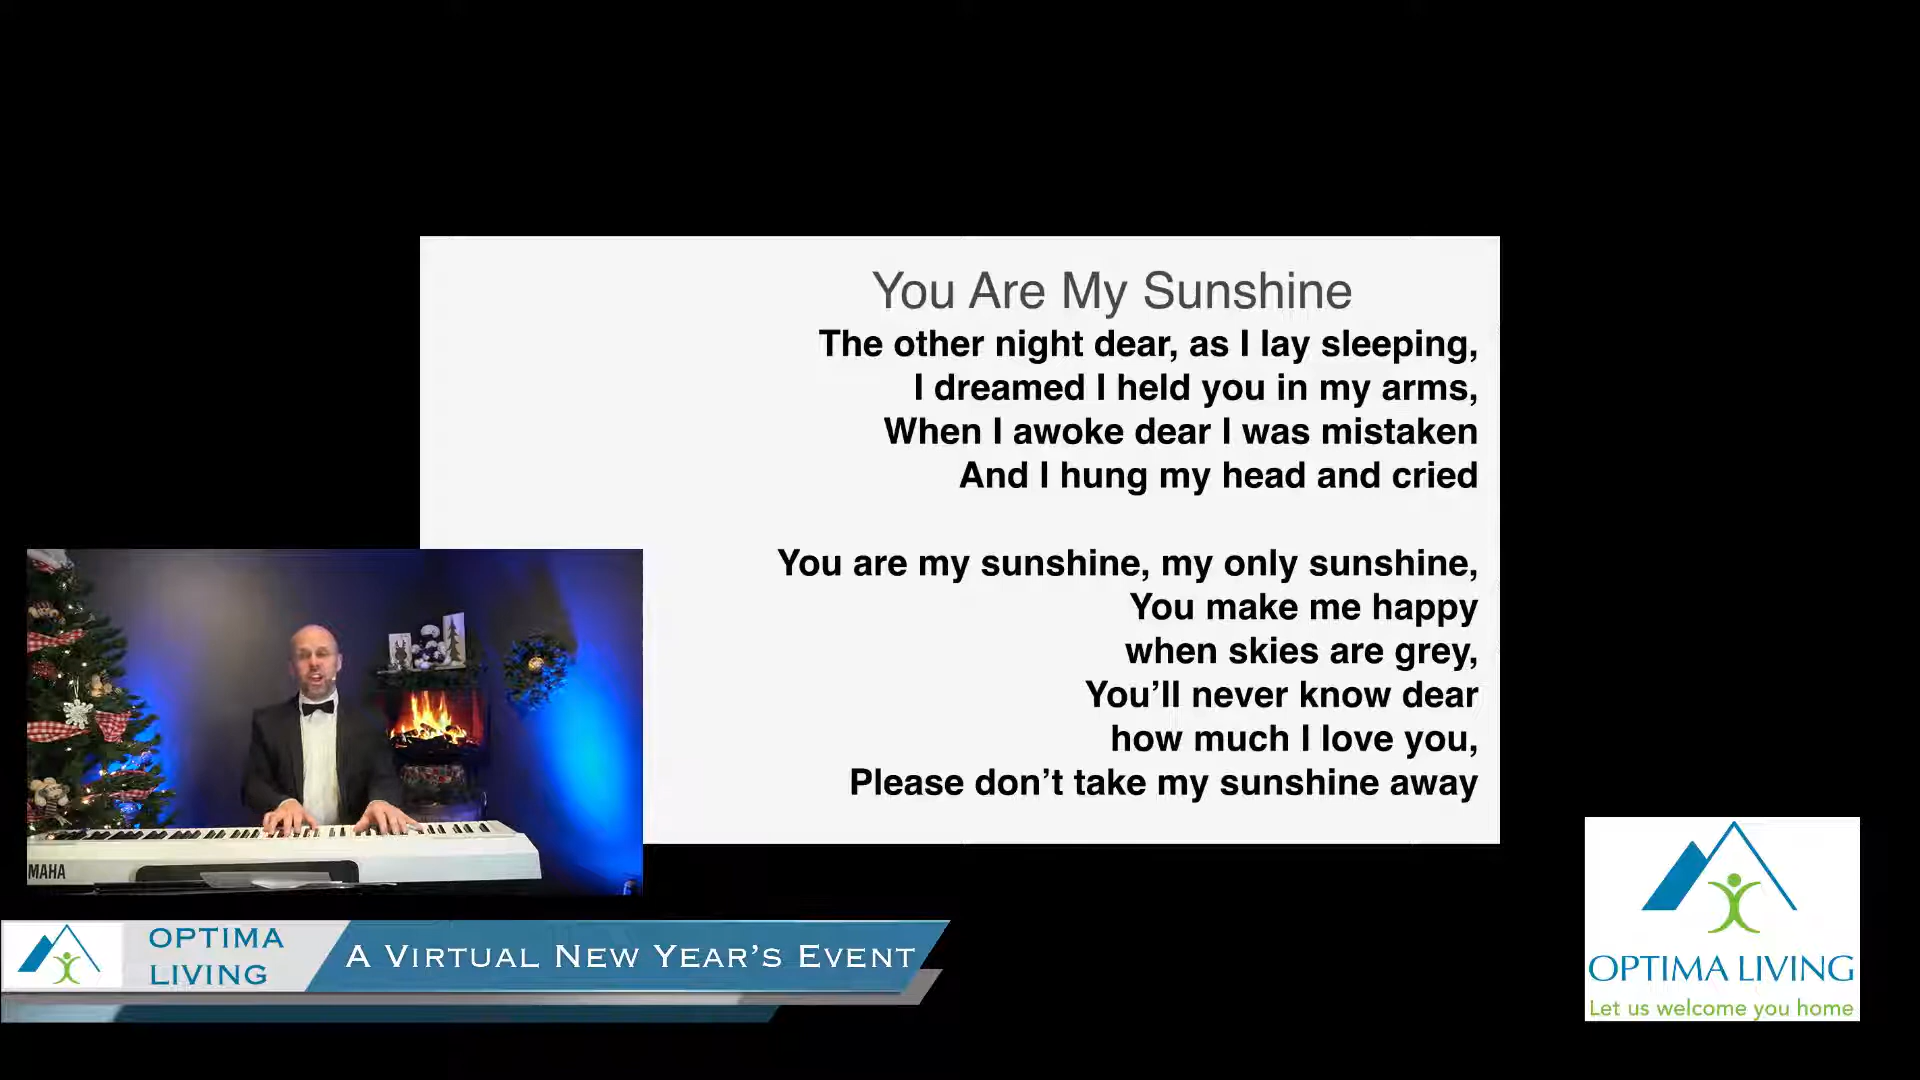 You Are My Sunshine
The other night dear, as I lay sleeping,
I dreamed I held you in my arms,
When I awoke dear I was mistaken
And I hung my head and cried
You are my sunshine, my only sunshine,
You make me happy
when skies are grey,
You’ll never know dear
how much I love you,
Please don’t take my sunshine away
MAHA
OPTIMA
LIVING
A Virtual New Year’s Event
OPTIMA LIVING
Let us welcome you home